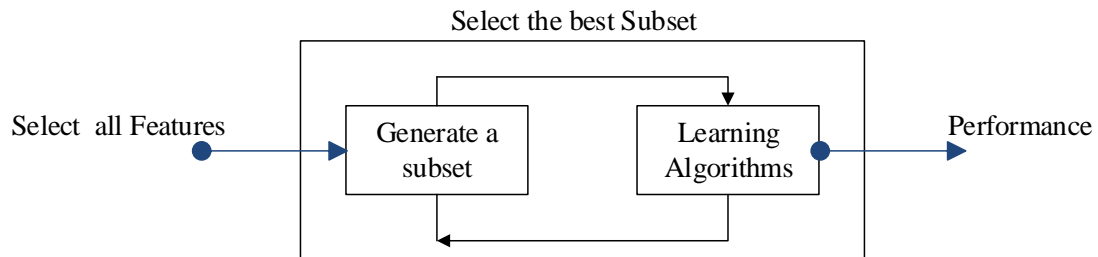 Select the best Subset
Select all Features
Generate a
subset
Learning
Algorithms
Performance